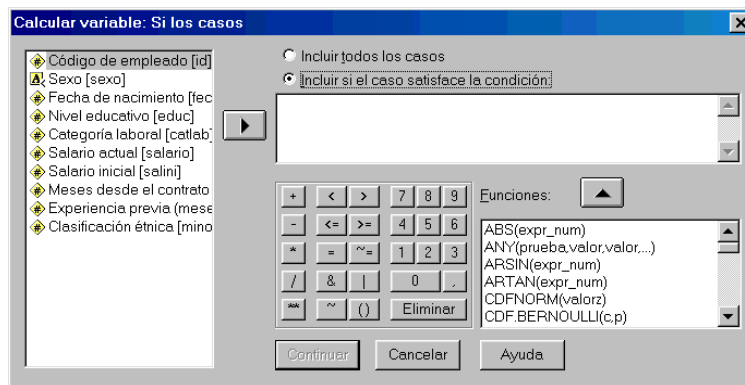 Calcular variable: Si los casos
Código de empleado [id]
Sexo [sexo]
Fecha de nacimiento [fec
Nivel educativo [educ]
Categoría laboral [catlab]
Salario actual [salario]
Salario inicial [salini]
Meses desde el contrato
Experiencia previa (mese
Clasificación étnica [mino
Incluir todos los casos
Incluir si el caso satisface la condición:
+ < > 7 8 9
- <= >= 4 5 6
* = ~= 1 2 3
/ & | 0 .
** ~ () Eliminar
Funciones:
ABS(expr_num)
ANY(prueba,valor,valor,...)
ARSIN(expr_num)
ARTAN(expr_num)
CDFNORM(valorz)
CDF.BERNOULLI(c,p)
Continuar Cancelar Ayuda